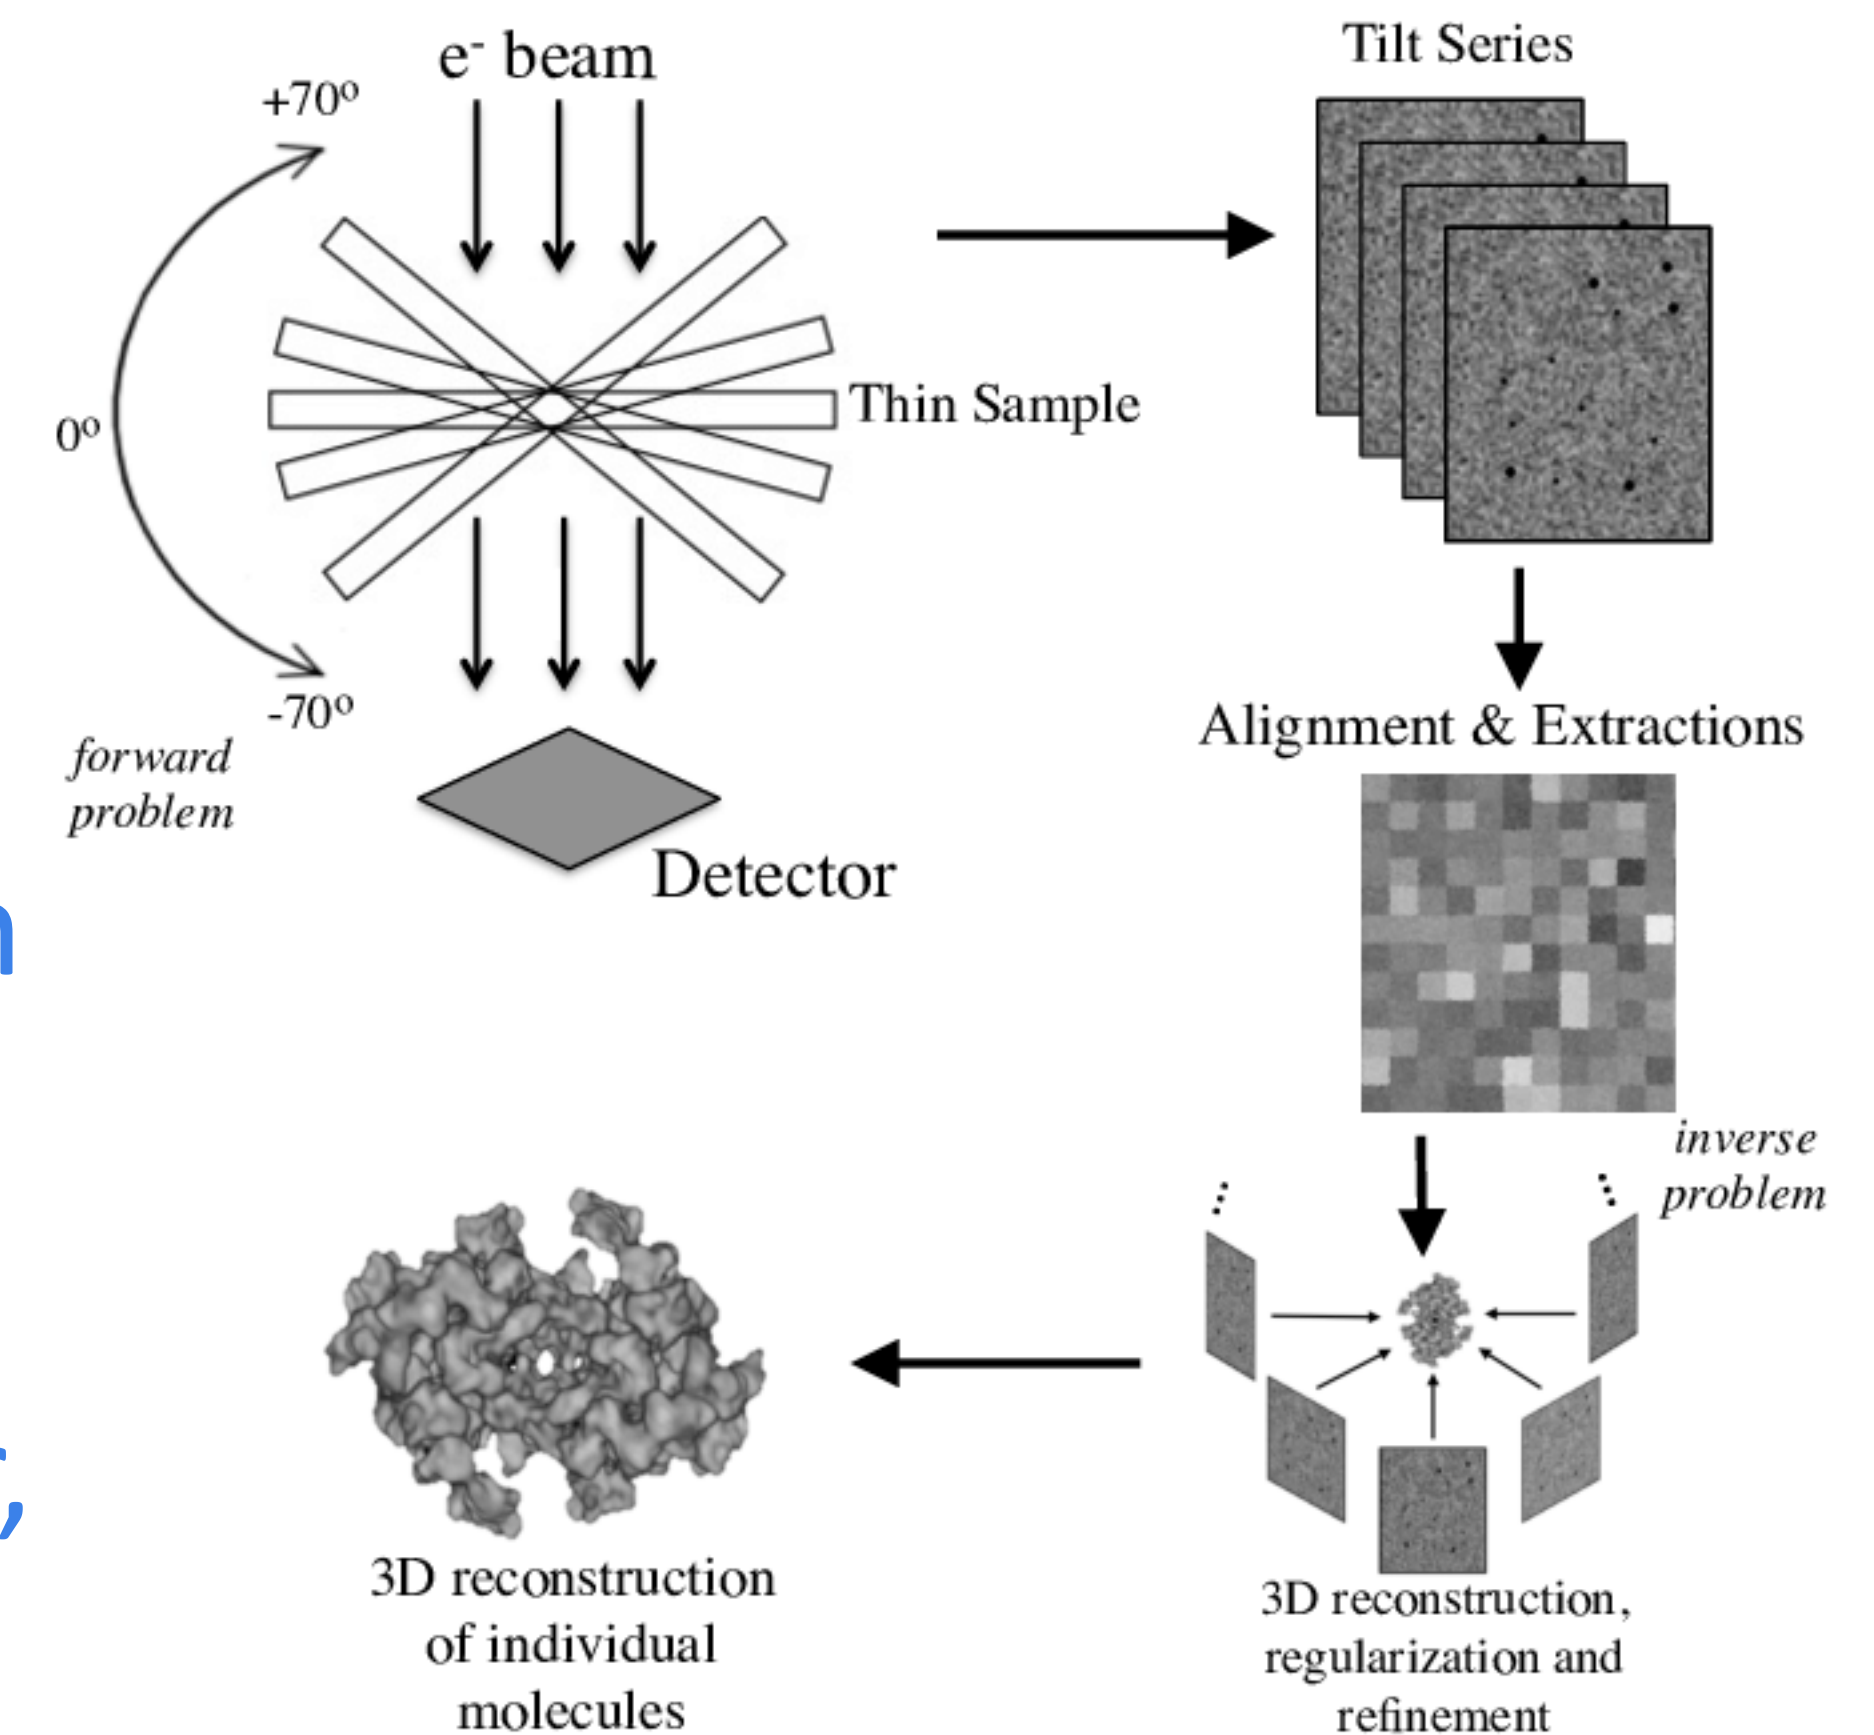 e⁻ beam
+70º
0º
-70º
Thin Sample
forward
problem
Detector
Tilt Series
Alignment & Extractions
inverse
problem
3D reconstruction,
regularization and
refinement
3D reconstruction
of individual
molecules